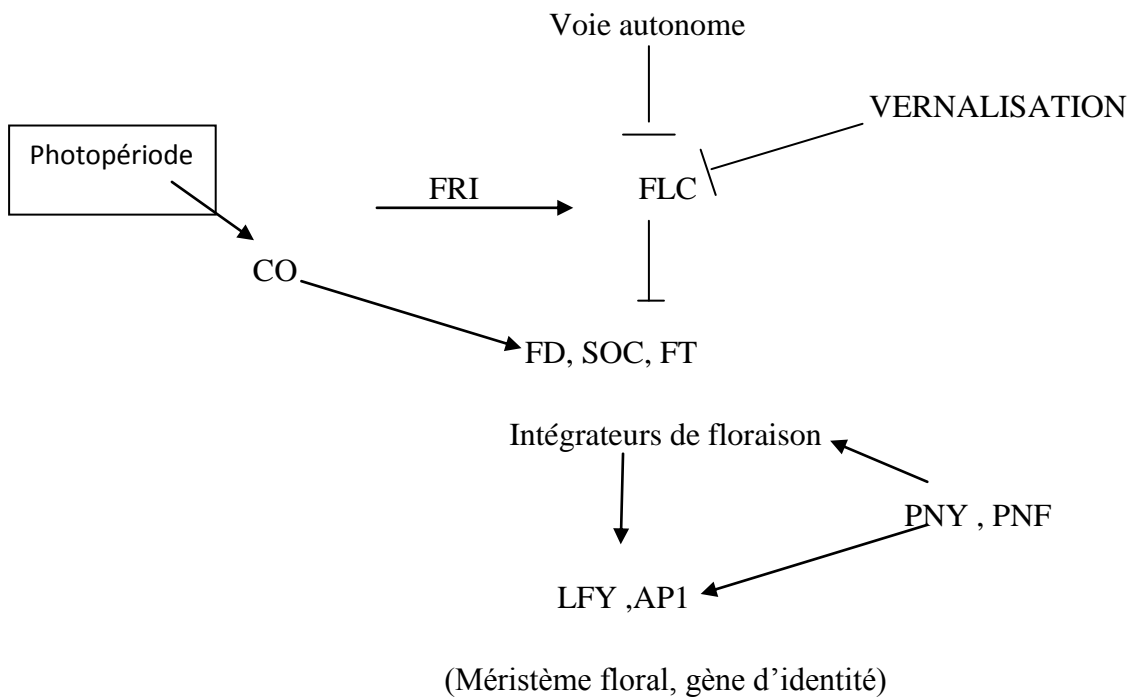 Voie autonome
VERNALISATION
Photopériode
FRI
FLC
CO
FD, SOC, FT
Intégrateurs de floraison
PNY , PNF
LFY ,AP1
(Méristème floral, gène d’identité)